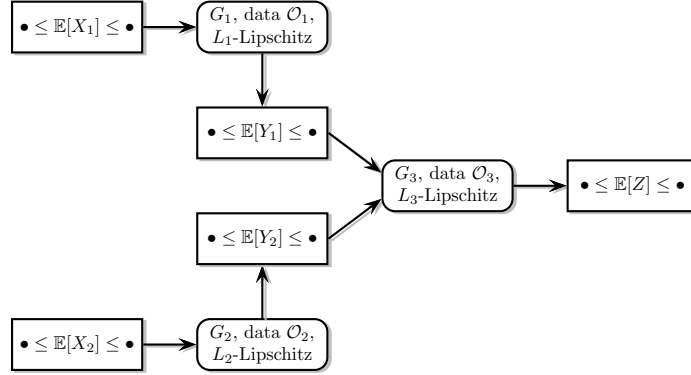 • ≤ 𝔼[X₁] ≤ •
G₁, data 𝒪₁,
L₁-Lipschitz
• ≤ 𝔼[Y₁] ≤ •
G₃, data 𝒪₃,
L₃-Lipschitz
• ≤ 𝔼[Z] ≤ •
• ≤ 𝔼[Y₂] ≤ •
• ≤ 𝔼[X₂] ≤ •
G₂, data 𝒪₂,
L₂-Lipschitz